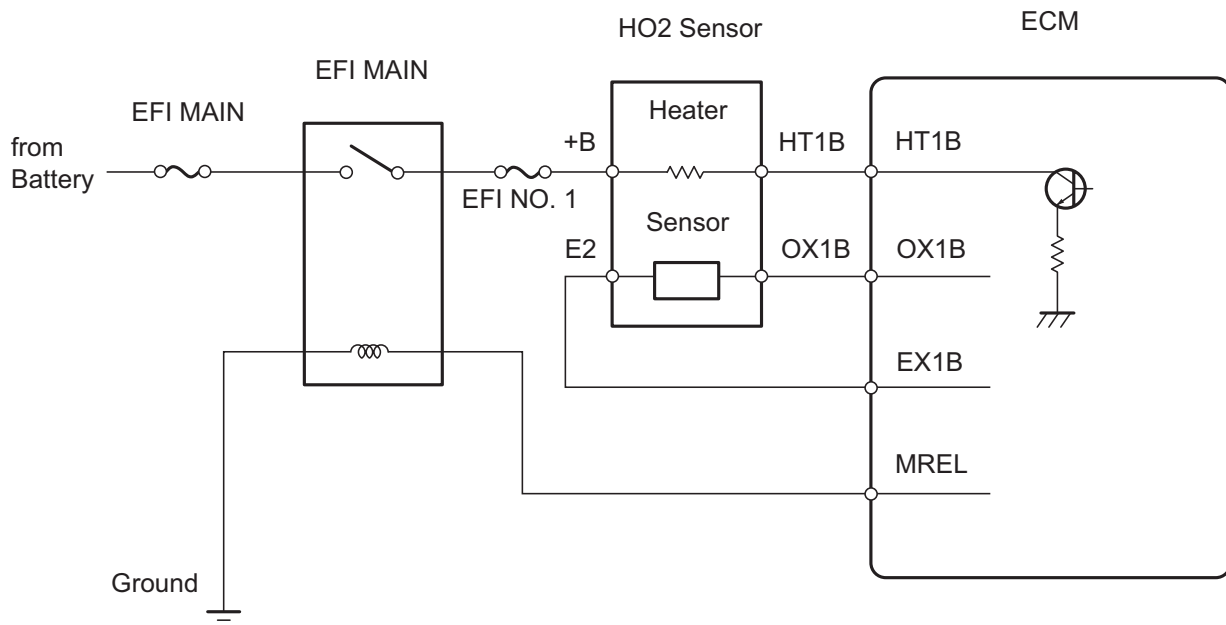 ECM
HO2 Sensor
EFI MAIN
EFI MAIN
from
Battery
EFI NO. 1
+B
Heater
HT1B
HT1B
E2
Sensor
OX1B
OX1B
EX1B
MREL
Ground